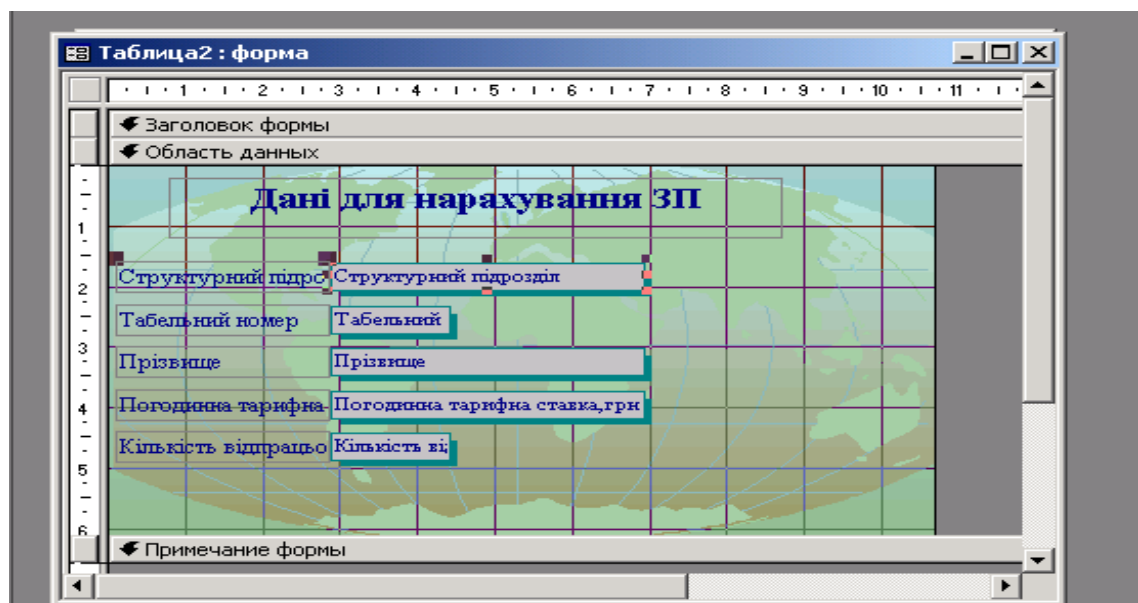 Таблица2 : форма
1 2 3 4 5 6 7 8 9 10 11
Заголовок формы
Область данных
Дані для нарахування ЗП
1
Структурний підро Структурний підрозділ
2
Табельний номер Табельний
3
Прізвище Прізвище
4 Погодинна тарифна Погодинна тарифна ставка,грн
Кількість відпрацьо Кількість ві
5
6
Примечание формы